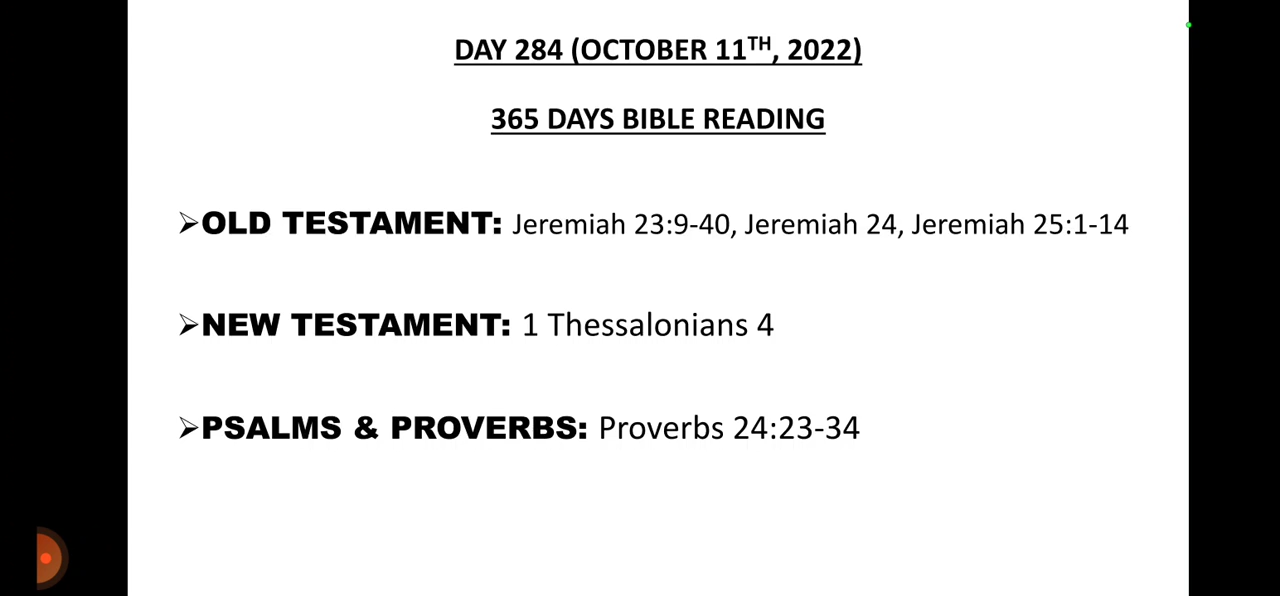 DAY 284 (OCTOBER 11TH, 2022)
365 DAYS BIBLE READING
➢OLD TESTAMENT: Jeremiah 23:9-40, Jeremiah 24, Jeremiah 25:1-14
➢NEW TESTAMENT: 1 Thessalonians 4
➢PSALMS & PROVERBS: Proverbs 24:23-34